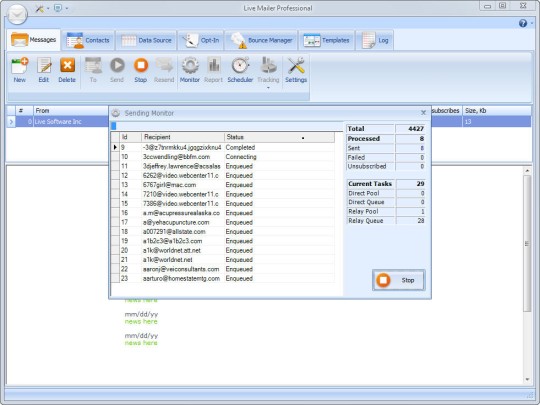 Live Mailer Professional
Messages Contacts Data Source Opt-In Bounce Manager Templates Log
New Edit Delete To Send Stop Resend Monitor Report Scheduler Tracking Settings
# From Size, Kb
0 Live Software Inc 13
Sending Monitor
Id Recipient Status
9 -3@z7tnrmkku4.jgqgzixknu4 Completed
10 3ccwendling@bbfm.com Connecting
11 3djeffrey.lawrence@scsalas Enqueued
12 6262@video.webcenter11.c Enqueued
13 6767girl@mac.com Enqueued
14 7210@video.webcenter11.c Enqueued
15 7386@video.webcenter11.c Enqueued
16 a.m@acupressurealaska.co Enqueued
17 a@yehacupuncture.com Enqueued
18 a007291@allstate.com Enqueued
19 a1b2c3@a1b2c3.com Enqueued
20 a1k@worldnet.att.net Enqueued
21 a1k@worldnet.net Enqueued
22 aaronj@veiconsultants.com Enqueued
23 aarturo@homestatemtg.com Enqueued
Total 4427
Processed 8
Sent 8
Failed 0
Unsubscribed 0
Current Tasks 29
Direct Pool 0
Direct Queue 0
Relay Pool 1
Relay Queue 28
Stop
news here
mm/dd/yy
news here
mm/dd/yy
news here